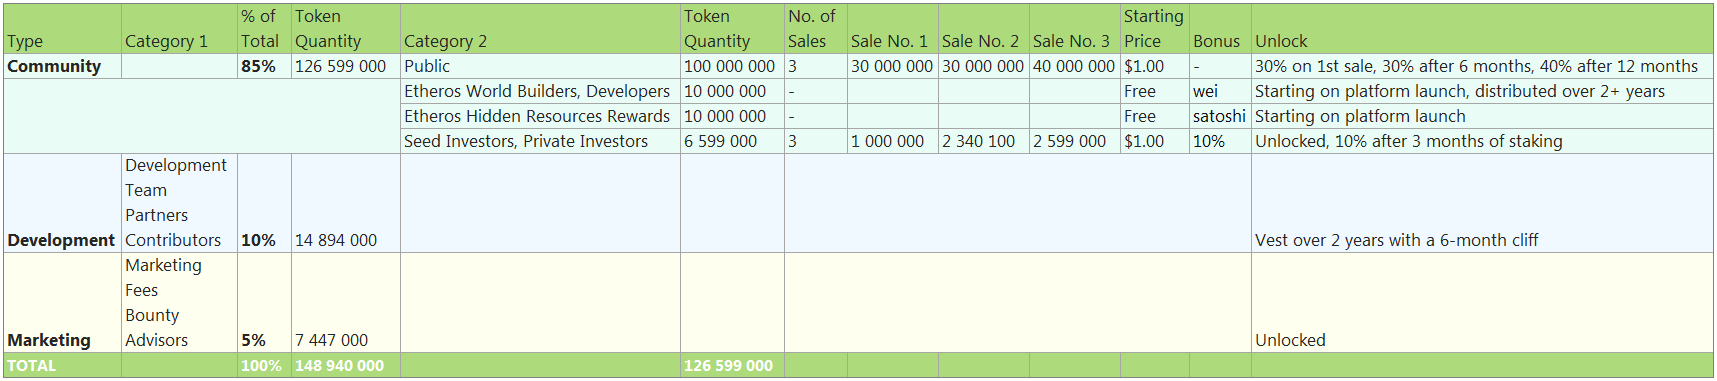 Type Category 1 % of Total Token Quantity Category 2 Token Quantity No. of Sales Sale No. 1 Sale No. 2 Sale No. 3 Starting Price Bonus Unlock
Community 85% 126 599 000 Public 100 000 000 3 30 000 000 30 000 000 40 000 000 $1.00 - 30% on 1st sale, 30% after 6 months, 40% after 12 months
Etheros World Builders, Developers 10 000 000 - Free wei Starting on platform launch, distributed over 2+ years
Etheros Hidden Resources Rewards 10 000 000 - Free satoshi Starting on platform launch
Seed Investors, Private Investors 6 599 000 3 1 000 000 2 340 100 2 599 000 $1.00 10% Unlocked, 10% after 3 months of staking
Development
Team
Partners
Development Contributors 10% 14 894 000 Vest over 2 years with a 6-month cliff
Marketing
Fees
Bounty
Marketing Advisors 5% 7 447 000 Unlocked
TOTAL 100% 148 940 000 126 599 000